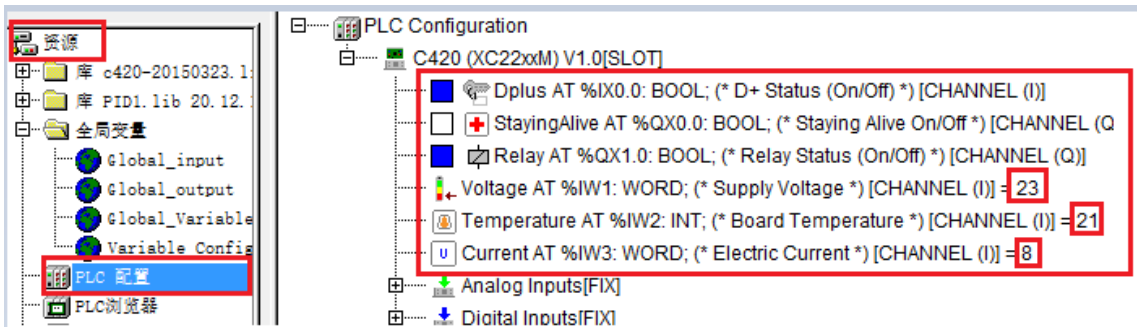 资源
库 c420-20150323.l
库 PID1.lib 20.12.
全局变量
Global_input
Global_output
Global_Variable
Variable Config
PLC 配置
PLC浏览器
PLC Configuration
C420 (XC22xxM) V1.0[SLOT]
Dplus AT %IX0.0: BOOL; (* D+ Status (On/Off) *) [CHANNEL (I)]
StayingAlive AT %QX0.0: BOOL; (* Staying Alive On/Off *) [CHANNEL (Q
Relay AT %QX1.0: BOOL; (* Relay Status (On/Off) *) [CHANNEL (Q)]
Voltage AT %IW1: WORD; (* Supply Voltage *) [CHANNEL (I)] = 23
Temperature AT %IW2: INT; (* Board Temperature *) [CHANNEL (I)] = 21
Current AT %IW3: WORD; (* Electric Current *) [CHANNEL (I)] = 8
Analog Inputs[FIX]
Digital Inputs[FIX]